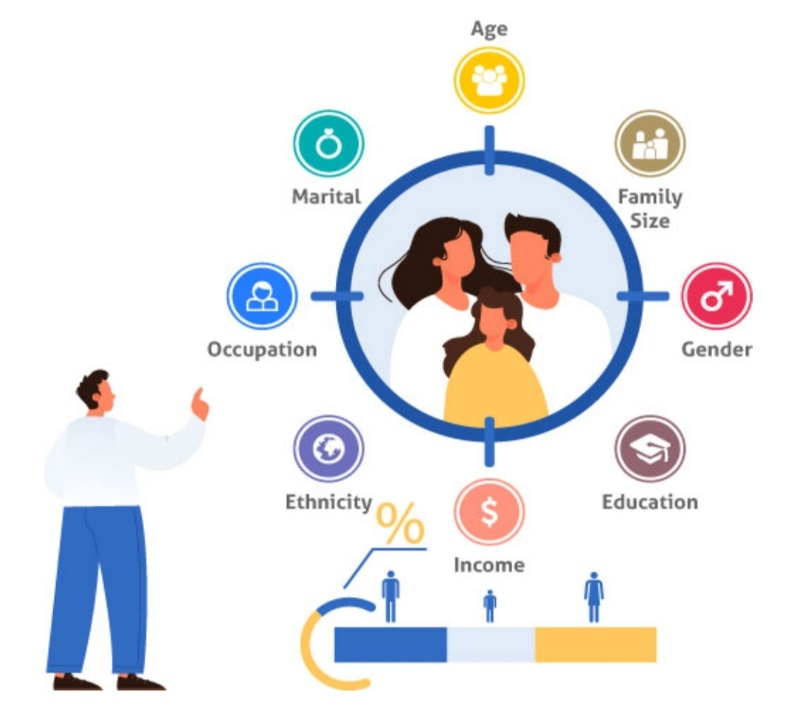 Age
Marital
Family
Size
Occupation
Gender
Ethnicity
Education
%
$
Income